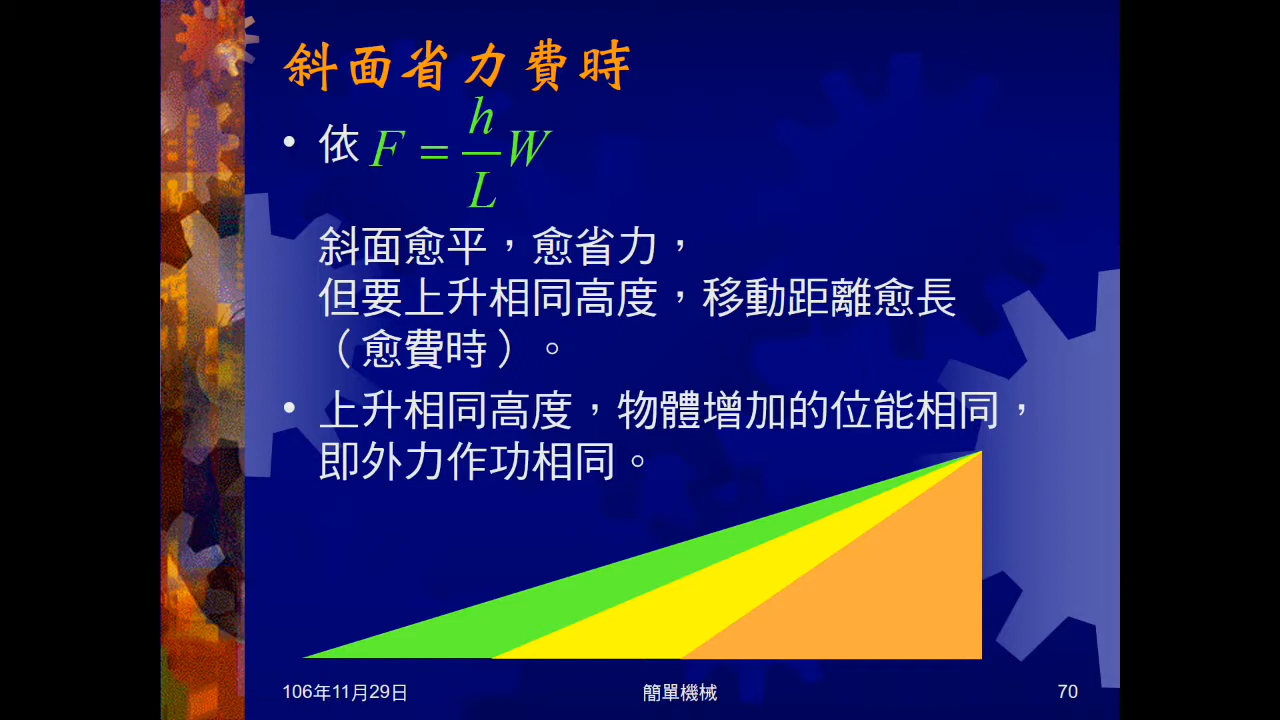 斜面省力費時
• 依 F = h/L W
斜面愈平，愈省力，
但要上升相同高度，移動距離愈長
（愈費時）。
• 上升相同高度，物體增加的位能相同，
即外力作功相同。
106年11月29日
簡單機械
70